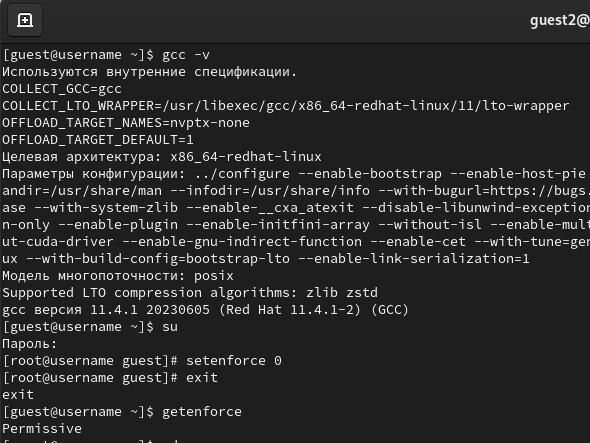 guest2@
[guest@username ~]$ gcc -v
Используются внутренние спецификации.
COLLECT_GCC=gcc
COLLECT_LTO_WRAPPER=/usr/libexec/gcc/x86_64-redhat-linux/11/lto-wrapper
OFFLOAD_TARGET_NAMES=nvptx-none
OFFLOAD_TARGET_DEFAULT=1
Целевая архитектура: x86_64-redhat-linux
Параметры конфигурации: ../configure --enable-bootstrap --enable-host-pie
andir=/usr/share/man --infodir=/usr/share/info --with-bugurl=https://bugs.
ase --with-system-zlib --enable-__cxa_atexit --disable-libunwind-exception
n-only --enable-plugin --enable-initfini-array --without-isl --enable-mult
ut-cuda-driver --enable-gnu-indirect-function --enable-cet --with-tune=gen
ux --with-build-config=bootstrap-lto --enable-link-serialization=1
Модель многопоточности: posix
Supported LTO compression algorithms: zlib zstd
gcc версия 11.4.1 20230605 (Red Hat 11.4.1-2) (GCC)
[guest@username ~]$ su
Пароль:
[root@username guest]# setenforce 0
[root@username guest]# exit
exit
[guest@username ~]$ getenforce
Permissive